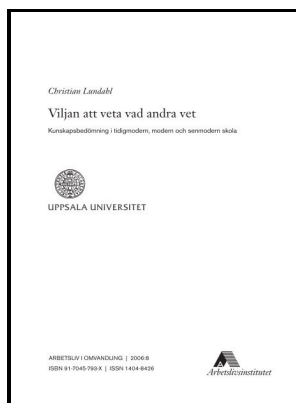 Christian Lundahl
Viljan att veta vad andra vet
Kunskapsbedömning i tidigmodern, modern och senmodern skola
UPPSALA UNIVERSITET
ARBETSLIV I OMVANDLING | 2006:8
ISBN 91-7045-793-X | ISSN 1404-8426
Arbetslivsinstitutet